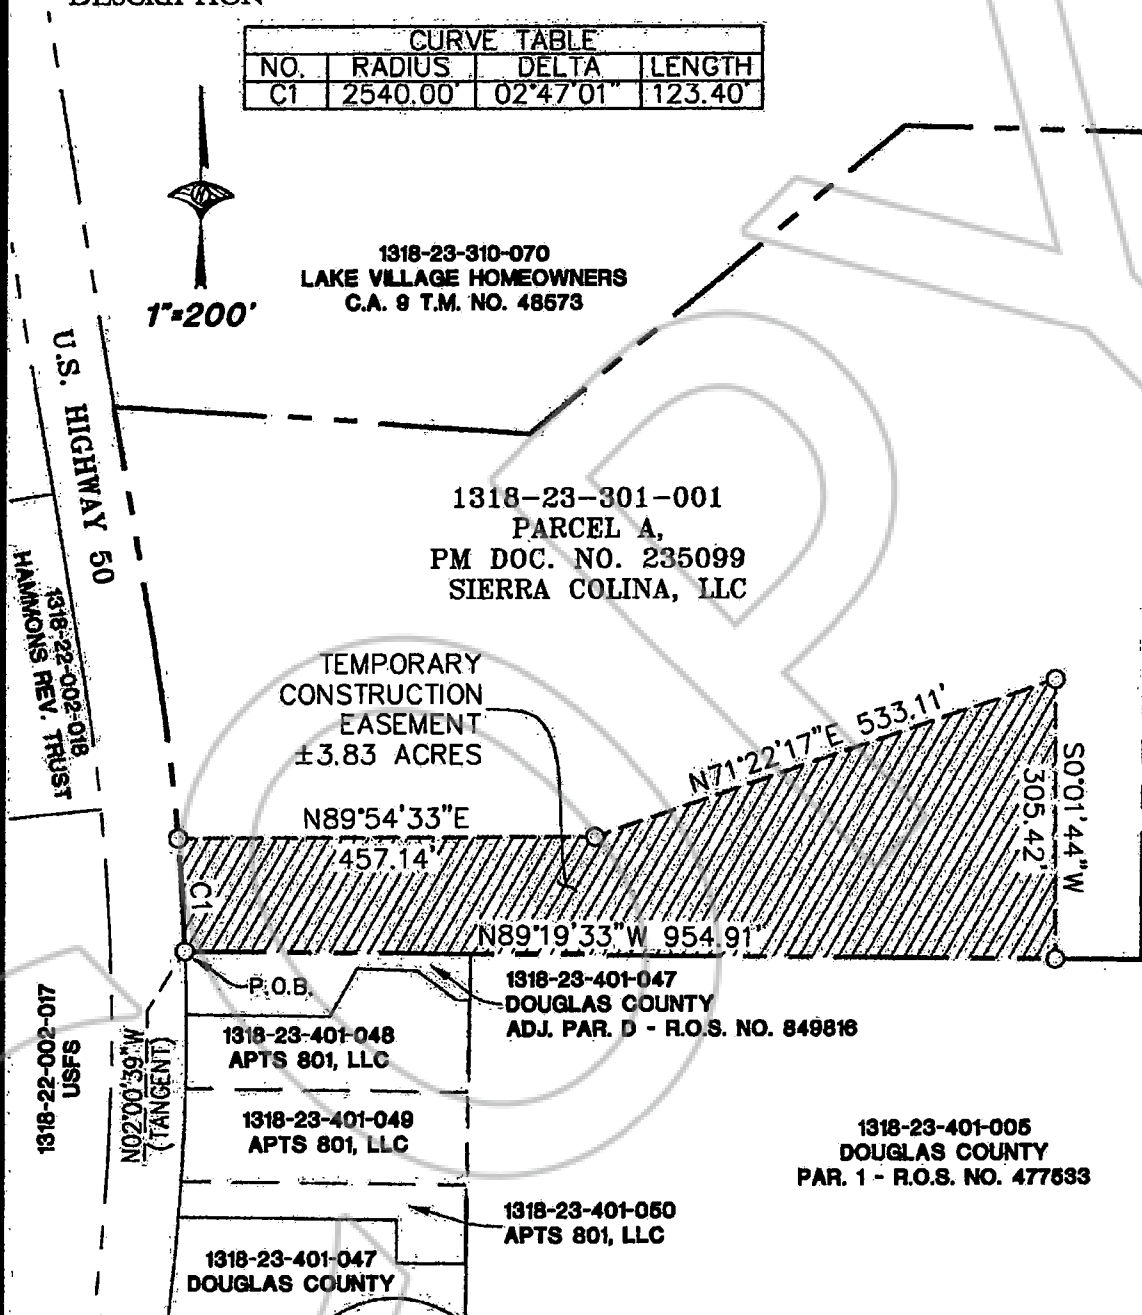 DESCRIPTION
CURVE TABLE
NO. RADIUS DELTA LENGTH
C1 2540.00' 02°47'01" 123.40'
1"=200'
1318-23-310-070
LAKE VILLAGE HOMEOWNERS
C.A. 9 T.M. NO. 48573
U.S. HIGHWAY 50
1318-23-301-001
PARCEL A,
PM DOC. NO. 235099
SIERRA COLINA, LLC
1318-22-002-018
HAMMONS REV. TRUST
TEMPORARY
CONSTRUCTION
EASEMENT
±3.83 ACRES
N71°22'17"E 533.11'
S0°01'44"W
305.42'
N89°54'33"E
457.14'
C1
N89°19'33"W 954.91'
P.O.B.
1318-23-401-047
DOUGLAS COUNTY
ADJ. PAR. D - R.O.S. NO. 849816
1318-22-002-017
USFS
N02°00'39"W
(TANGENT)
1318-23-401-048
APTS 801, LLC
1318-23-401-049
APTS 801, LLC
1318-23-401-005
DOUGLAS COUNTY
PAR. 1 - R.O.S. NO. 477533
1318-23-401-050
APTS 801, LLC
1318-23-401-047
DOUGLAS COUNTY